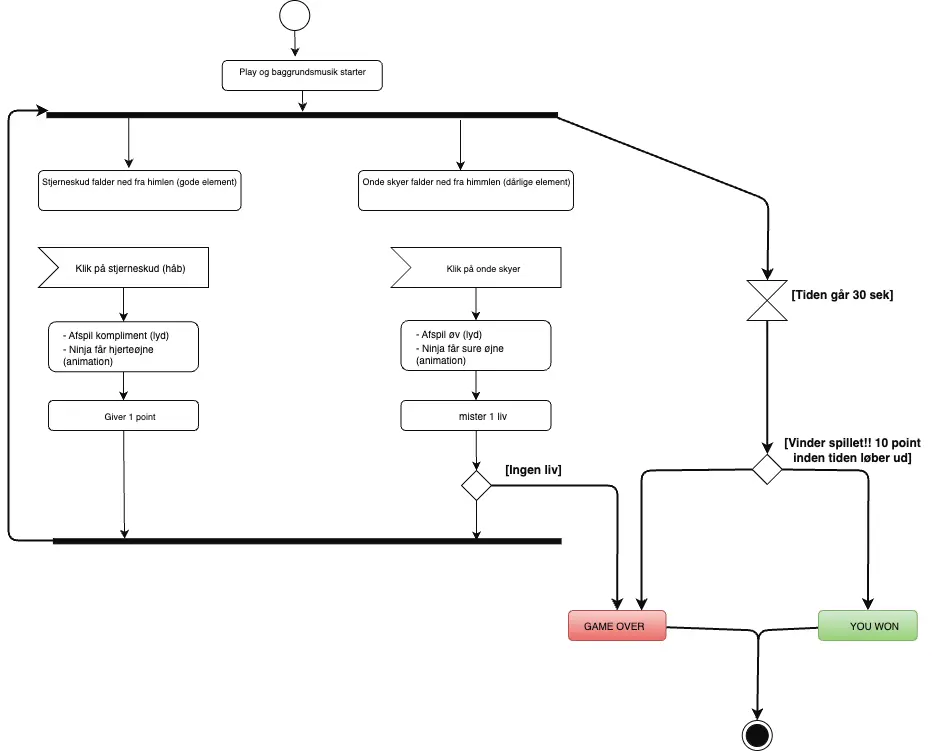 Play og baggrundsmusik starter
Stjerneskud falder ned fra himlen (gode element)
Onde skyer falder ned fra himmlen (dårlige element)
Klik på stjerneskud (håb)
Klik på onde skyer
[Tiden går 30 sek]
- Afspil kompliment (lyd)
- Ninja får hjerteøjne
(animation)
- Afspil øv (lyd)
- Ninja får sure øjne
(animation)
Giver 1 point
mister 1 liv
[Ingen liv]
[Vinder spillet!! 10 point
inden tiden løber ud]
GAME OVER
YOU WON